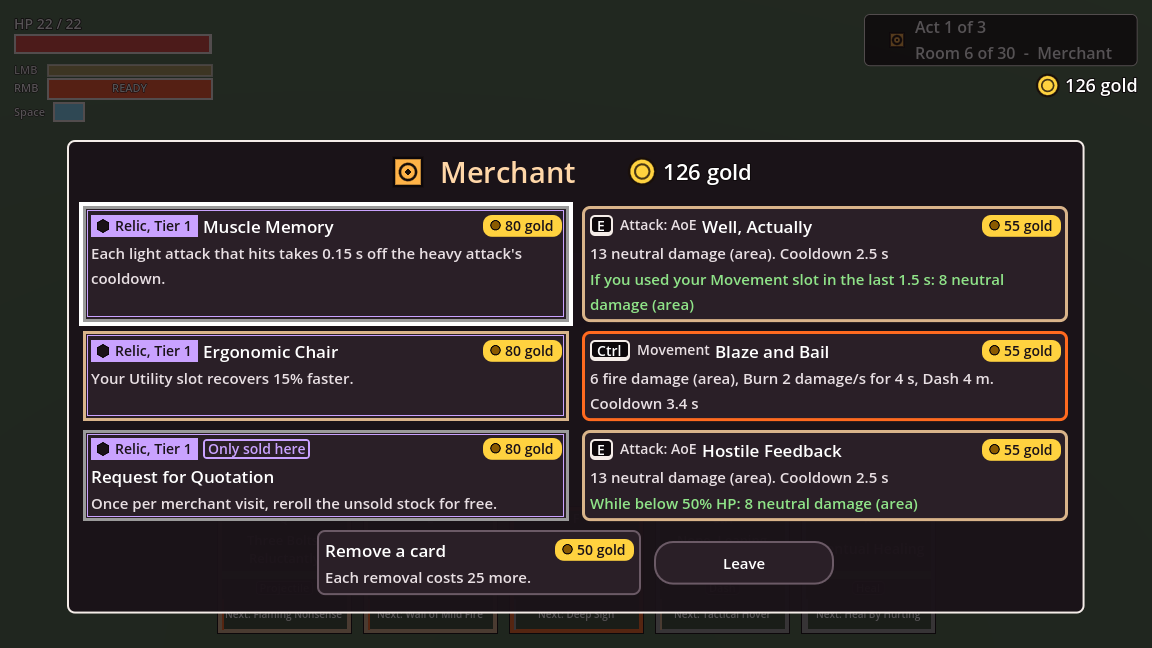 HP 22 / 22
LMB
RMB READY
Space
Act 1 of 3
Room 6 of 30 - Merchant
126 gold
Merchant 126 gold
Relic, Tier 1 Muscle Memory 80 gold
Each light attack that hits takes 0.15 s off the heavy attack's
cooldown.
E Attack: AoE Well, Actually 55 gold
13 neutral damage (area). Cooldown 2.5 s
If you used your Movement slot in the last 1.5 s: 8 neutral
damage (area)
Relic, Tier 1 Ergonomic Chair 80 gold
Your Utility slot recovers 15% faster.
Ctrl Movement Blaze and Bail 55 gold
6 fire damage (area), Burn 2 damage/s for 4 s, Dash 4 m.
Cooldown 3.4 s
Relic, Tier 1 Only sold here 80 gold
Request for Quotation
Once per merchant visit, reroll the unsold stock for free.
E Attack: AoE Hostile Feedback 55 gold
13 neutral damage (area). Cooldown 2.5 s
While below 50% HP: 8 neutral damage (area)
Remove a card 50 gold
Each removal costs 25 more.
Leave
Next: Flaming Nonsense
Next: Wall of Mild Fire
Next: Deep Sigh
Next: Tactical Hover
Next: Heal by Hurting